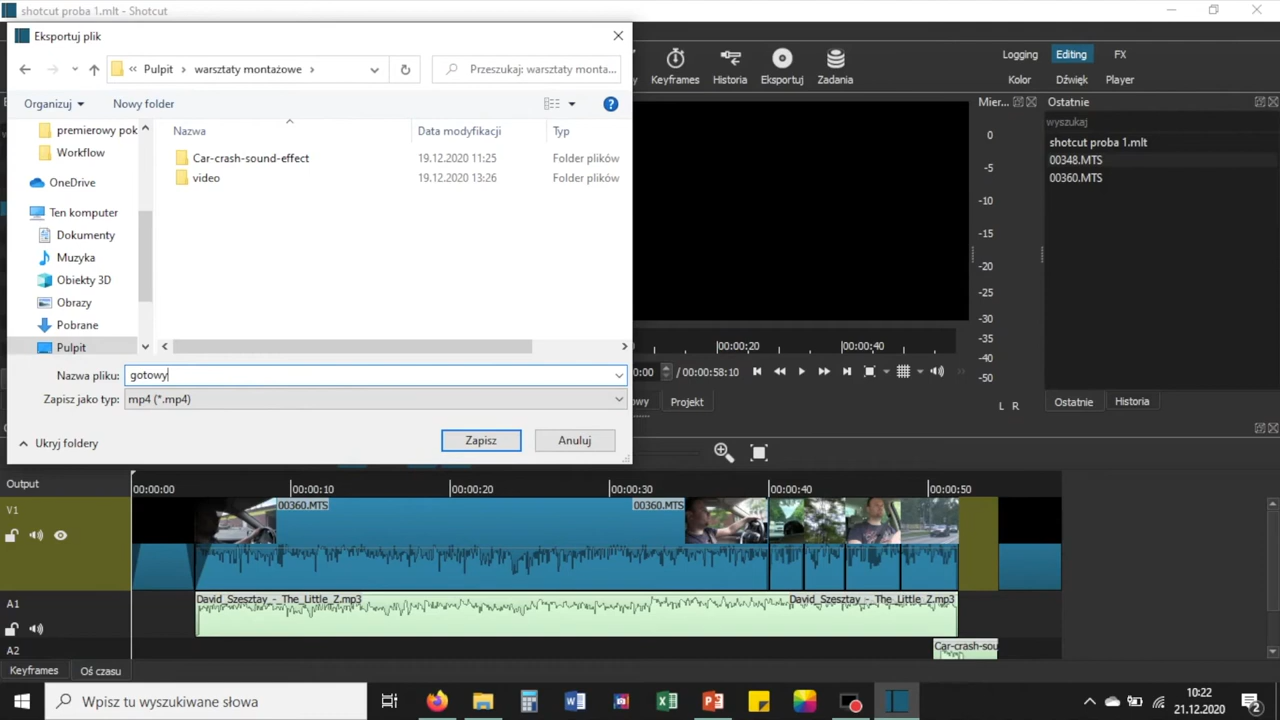 shotcut proba 1.mlt - Shotcut
Eksportuj plik
Pulpit
warsztaty montażowe
Przeszukaj: warsztaty monta...
Organizuj
New folder
Nazwa
Data modyfikacji
Typ
premierowy pok
Workflow
OneDrive
Ten komputer
Dokumenty
Muzyka
Obiekty 3D
Obrazy
Pobrane
Pulpit
Car-crash-sound-effect
19.12.2020 11:25
Folder plików
video
19.12.2020 13:26
Folder plików
Nazwa pliku:
gotowy
Zapisz jako typ:
mp4 (*.mp4)
Ukryj foldery
Zapisz
Anuluj
Keyframes
Historia
Eksportuj
Zadania
Logging
Editing
FX
Kolor
Dźwięk
Player
Mier...
0
-5
-10
-15
-20
-25
-30
-35
-40
-50
L R
Ostatnie
wyszukaj
shotcut proba 1.mlt
00348.MTS
00360.MTS
00:00:20
00:00:40
/ 00:00:58:10
Projekt
Ostatnie
Historia
Output
00:00:00
00:00:10
00:00:20
00:00:30
00:00:40
00:00:50
V1
00360.MTS
00360.MTS
A1
David_Szesztay_-_The_Little_Z.mp3
David_Szesztay_-_The_Little_Z.mp3
A2
Car-crash-sou
Keyframes
Oś czasu
Wpisz tu wyszukiwane słowa
10:22
21.12.2020
2